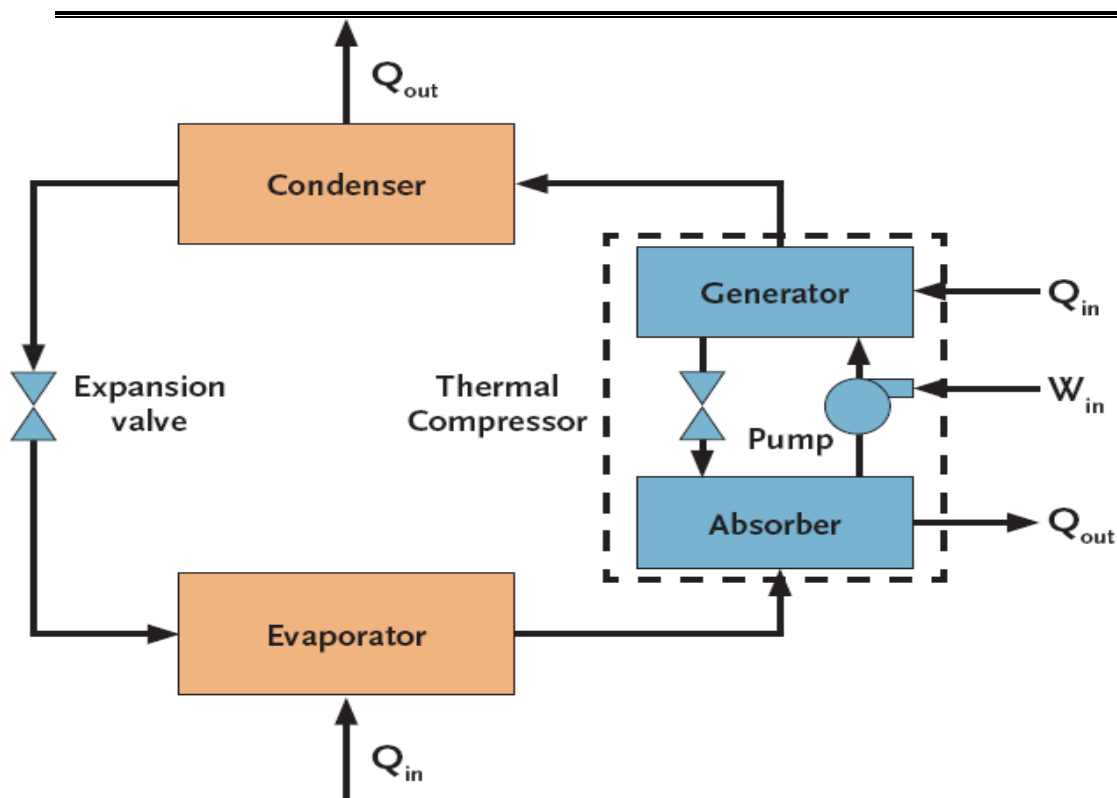 Qout
Condenser
Generator
Qin
Expansion
valve
Thermal
Compressor
Win
Pump
Absorber
Qout
Evaporator
Qin